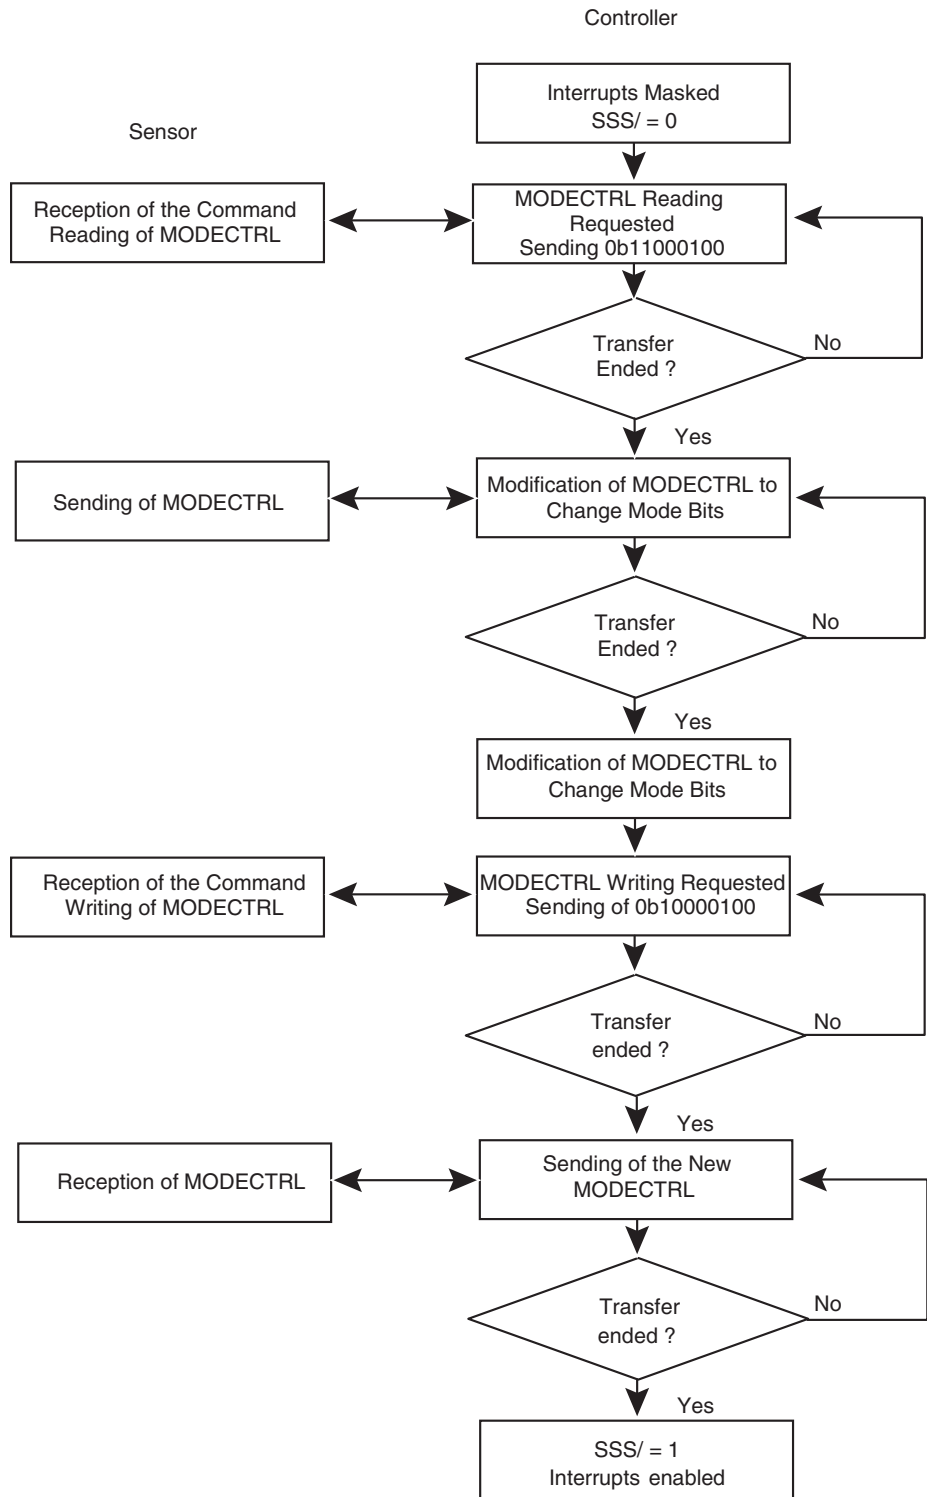 Controller
Interrupts Masked
SSS/ = 0
Sensor
Reception of the Command
Reading of MODECTRL
MODECTRL Reading
Requested
Sending 0b11000100
Transfer
Ended ?
No
Yes
Sending of MODECTRL
Modification of MODECTRL to
Change Mode Bits
Transfer
Ended ?
No
Yes
Modification of MODECTRL to
Change Mode Bits
Reception of the Command
Writing of MODECTRL
MODECTRL Writing Requested
Sending of 0b10000100
Transfer
ended ?
No
Yes
Reception of MODECTRL
Sending of the New
MODECTRL
Transfer
ended ?
No
Yes
SSS/ = 1
Interrupts enabled